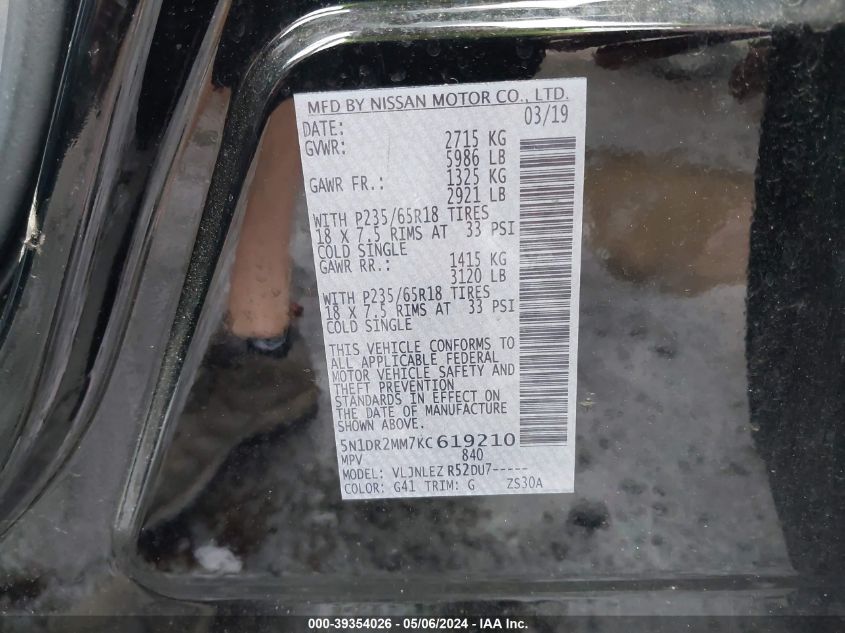 MFD BY NISSAN MOTOR CO., LTD.
DATE: 03/19
GVWR: 2715 KG
5986 LB
GAWR FR.: 1325 KG
2921 LB
WITH P235/65R18 TIRES
18 X 7.5 RIMS AT 33 PSI
COLD SINGLE
GAWR RR.: 1415 KG
3120 LB
WITH P235/65R18 TIRES
18 X 7.5 RIMS AT 33 PSI
COLD SINGLE
THIS VEHICLE CONFORMS TO
ALL APPLICABLE FEDERAL
MOTOR VEHICLE SAFETY AND
THEFT PREVENTION
STANDARDS IN EFFECT ON
THE DATE OF MANUFACTURE
SHOWN ABOVE.
5N1DR2MM7KC619210
MPV 840
MODEL: VLJNLEZ R52DU7-----
COLOR: G41 TRIM: G ZS30A
000-39354026 - 05/06/2024 - IMPACT AUTO AUCTIONS, LTD.